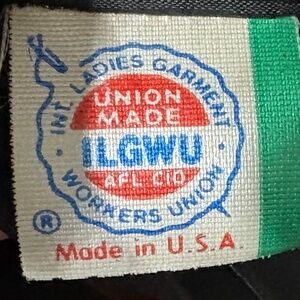 INT. LADIES GARMENT
UNION
MADE
ILGWU
AFL CIO
WORKERS UNION
®
Made in U.S.A.